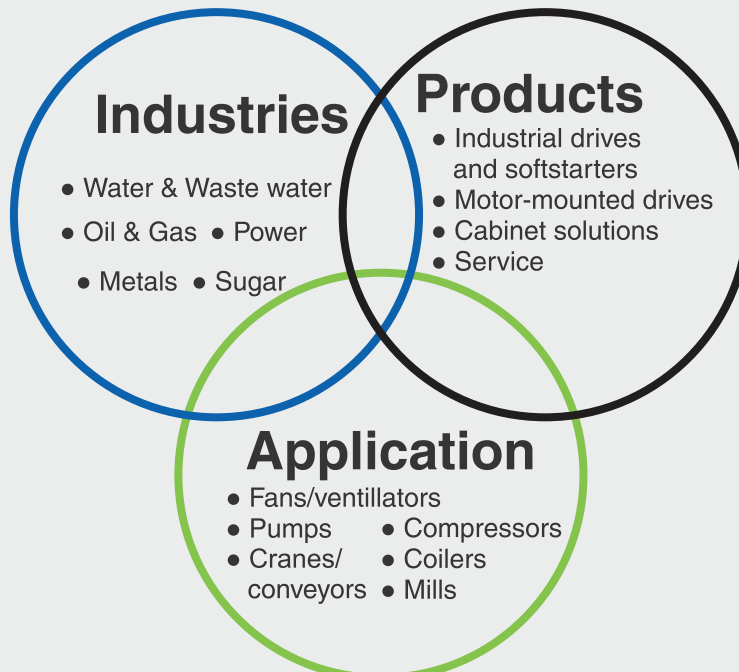 Industries
● Water & Waste water
● Oil & Gas ● Power
● Metals ● Sugar
Products
● Industrial drives
and softstarters
● Motor-mounted drives
● Cabinet solutions
● Service
Application
● Fans/ventillators
● Pumps ● Compressors
● Cranes/ ● Coilers
conveyors ● Mills